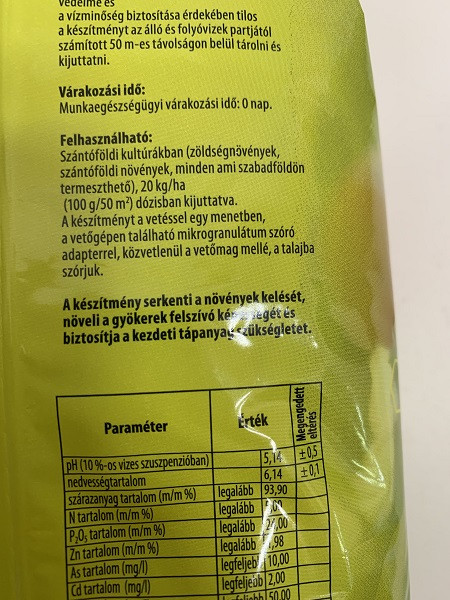 védelme és
a vízminőség biztosítása érdekében tilos
a készítményt az álló és folyóvizek partjától
számított 50 m-es távolságon belül tárolni és
kijuttatni.
Várakozási idő:
Munkaegészségügyi várakozási idő: 0 nap.
Felhasználható:
Szántóföldi kultúrákban (zöldségnövények,
szántóföldi növények, minden ami szabadföldön
termeszthető), 20 kg/ha
(100 g/50 m²) dózisban kijuttatva.
A készítményt a vetéssel egy menetben,
a vetőgépen található mikrogranulátum szóró
adapterrel, közvetlenül a vetőmag mellé, a talajba
szórjuk.
A készítmény serkenti a növények kelését,
növeli a gyökerek felszívó és
biztosítja a kezdeti tápanyag szükségletet.
Paraméter Érték Megengedett eltérés
pH (10 %-os vizes szuszpenzióban) 5,14 ±0,5
nedvességtartalom 6,14 ±0,1
szárazanyag tartalom (m/m %) legalább 93,90
N tartalom (m/m %) legalább
P₂O₅ tartalom (m/m %) legalább
Zn tartalom (m/m %) legalább
As tartalom (mg/l) legfeljebb 10,00
Cd tartalom (mg/l) legfeljebb 2,00
legfeljebb 50,00